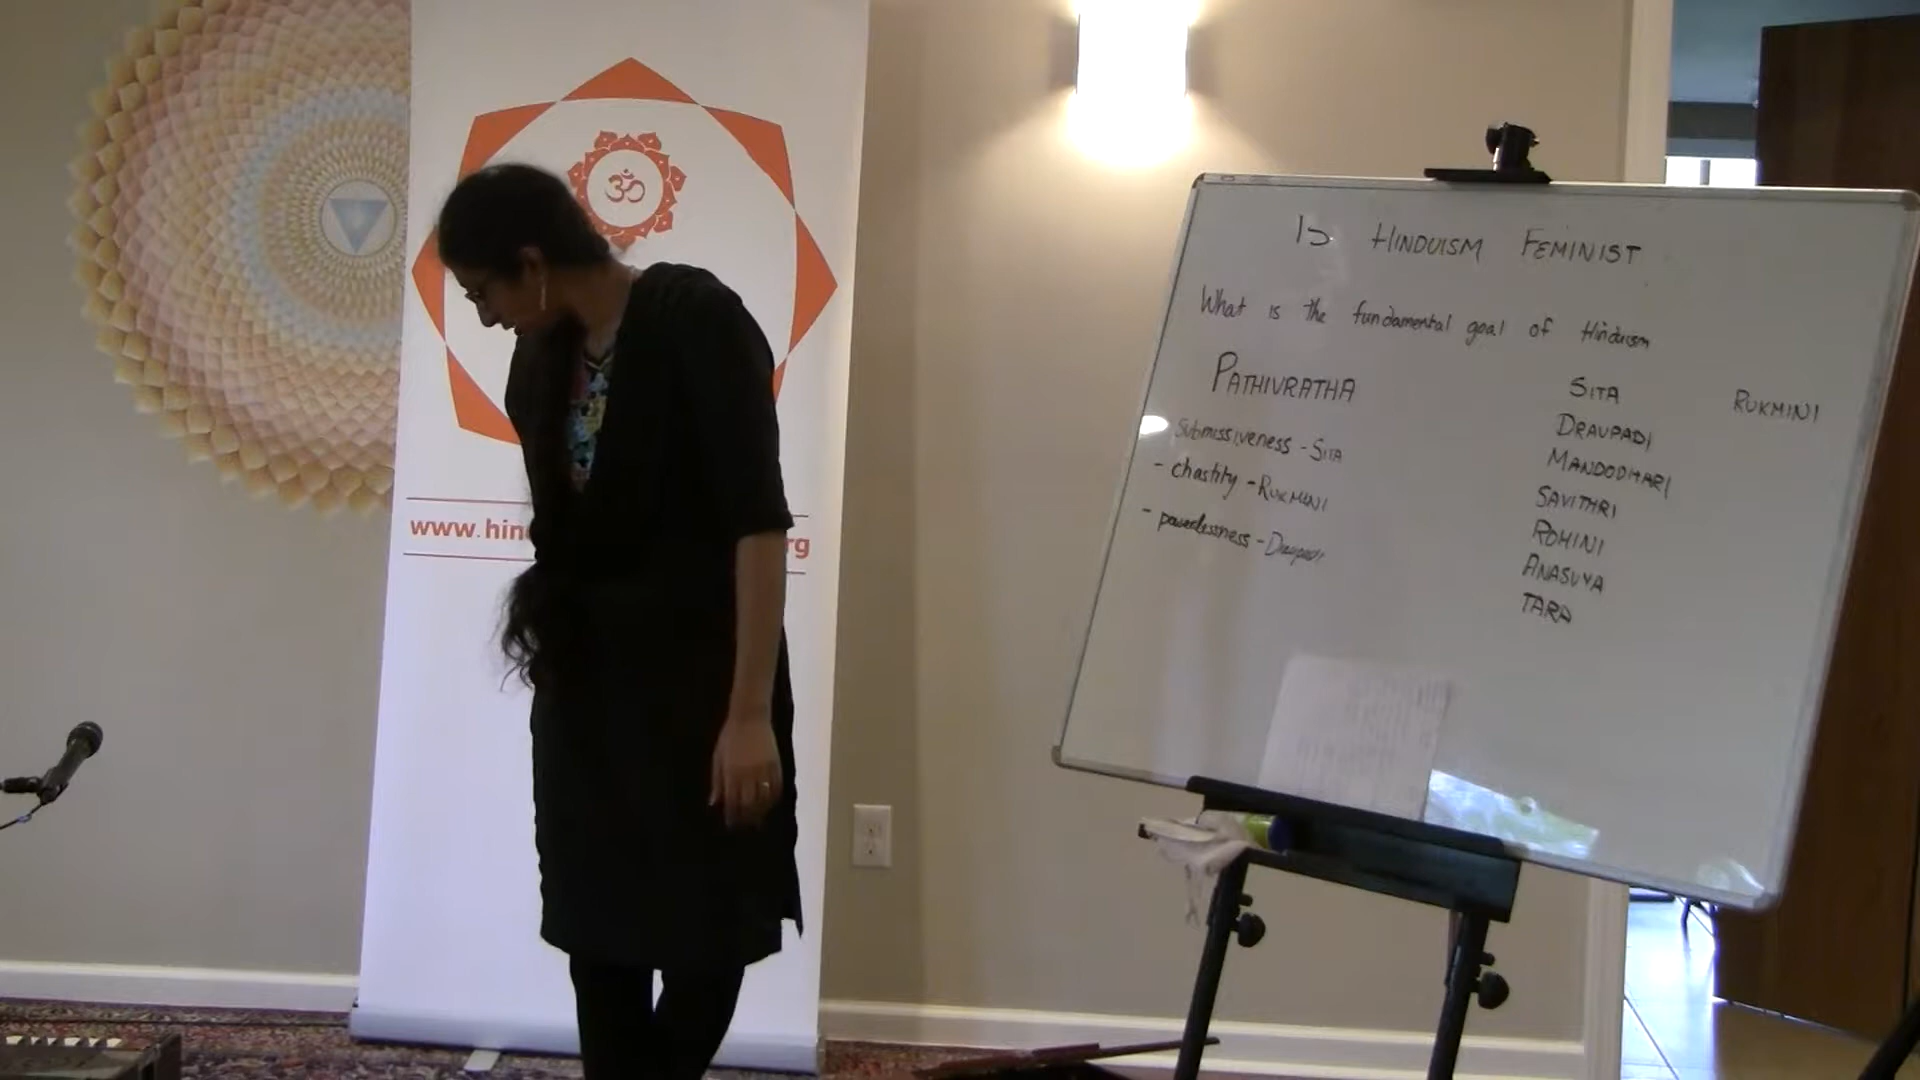 ॐ
www.hin
rg
IS HINDUISM FEMINIST
What is the fundamental goal of Hinduism
PATHIVRATHA
submissiveness - SITA
- chastity - RUKMINI
- powerlessness - Draupadi
SITA
DRAUPADI
MANDODHARI
SAVITHRI
ROHINI
ANASUYA
TARA
RUKMINI